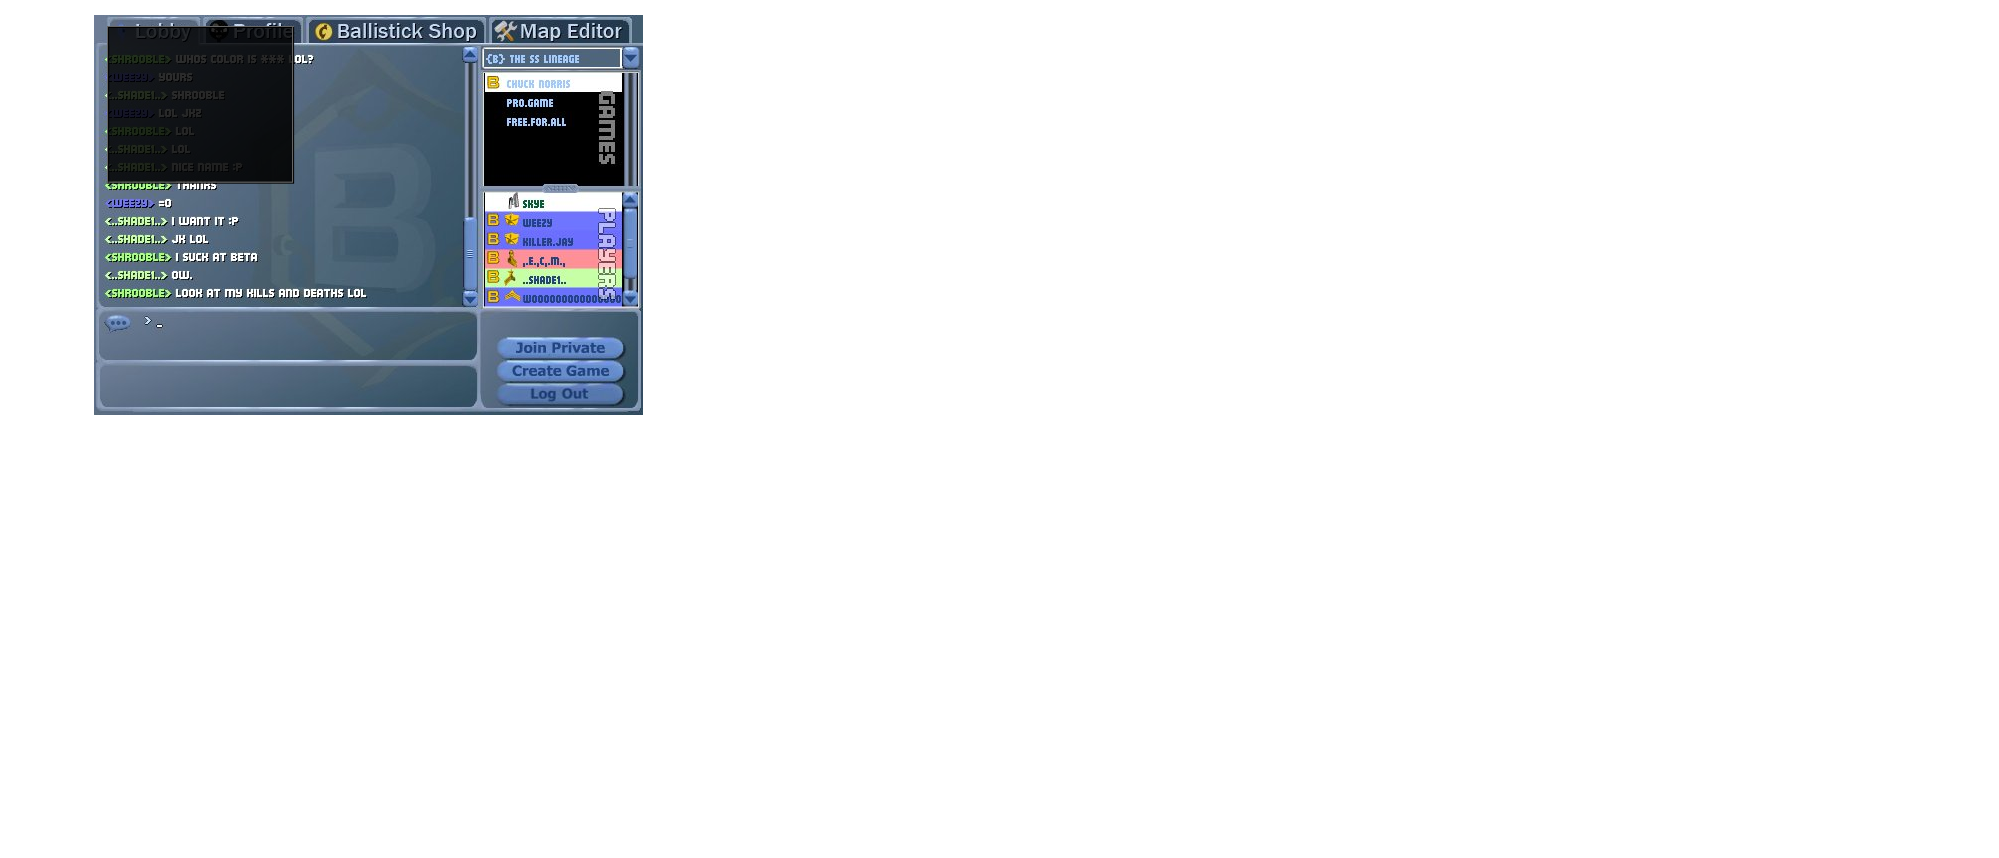 Lobby Profile Ballistick Shop Map Editor
<SHROOBLE> WHOS COLOR IS *** LOL?
<WEEZY> YOURS
<..SHADE1..> SHROOBLE
<WEEZY> LOL JKZ
<SHROOBLE> LOL
<..SHADE1..> LOL
<..SHADE1..> NICE NAME :P
<SHROOBLE> THANKS
<WEEZY> =O
<..SHADE1..> I WANT IT :P
<..SHADE1..> JK LOL
<SHROOBLE> I SUCK AT BETA
<..SHADE1..> OW.
<SHROOBLE> LOOK AT MY KILLS AND DEATHS LOL
> _
{B} THE SS LINEAGE
B CHUCK NORRIS
PRO.GAME
FREE.FOR.ALL
GAMES
SKYE
B WEEZY
B KILLER.JAY
B ,.E.,C,.M.,
B ..SHADE1..
B
PLAYERS
Join Private
Create Game
Log Out